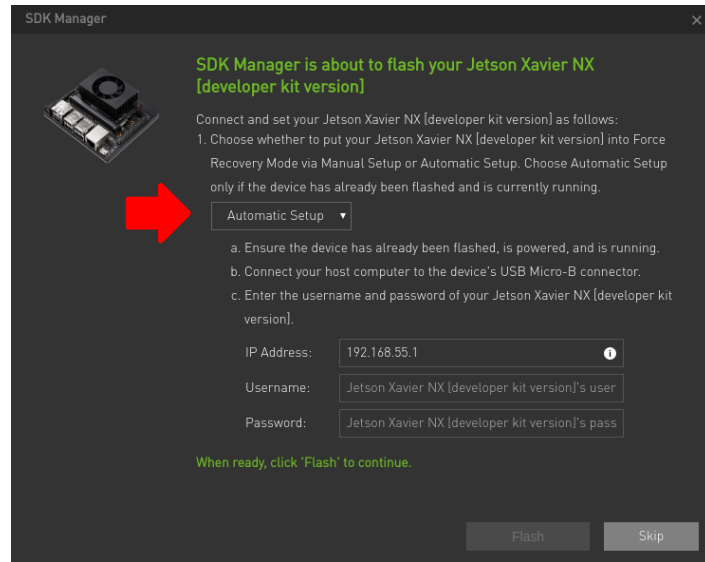 SDK Manager
SDK Manager is about to flash your Jetson Xavier NX
[developer kit version]
Connect and set your Jetson Xavier NX [developer kit version] as follows:
1. Choose whether to put your Jetson Xavier NX [developer kit version] into Force
Recovery Mode via Manual Setup or Automatic Setup. Choose Automatic Setup
only if the device has already been flashed and is currently running.
Automatic Setup
a. Ensure the device has already been flashed, is powered, and is running.
b. Connect your host computer to the device's USB Micro-B connector.
c. Enter the username and password of your Jetson Xavier NX [developer kit
version].
IP Address: 192.168.55.1
Username: Jetson Xavier NX [developer kit version]'s user
Password: Jetson Xavier NX [developer kit version]'s pass
When ready, click 'Flash' to continue.
Flash Skip